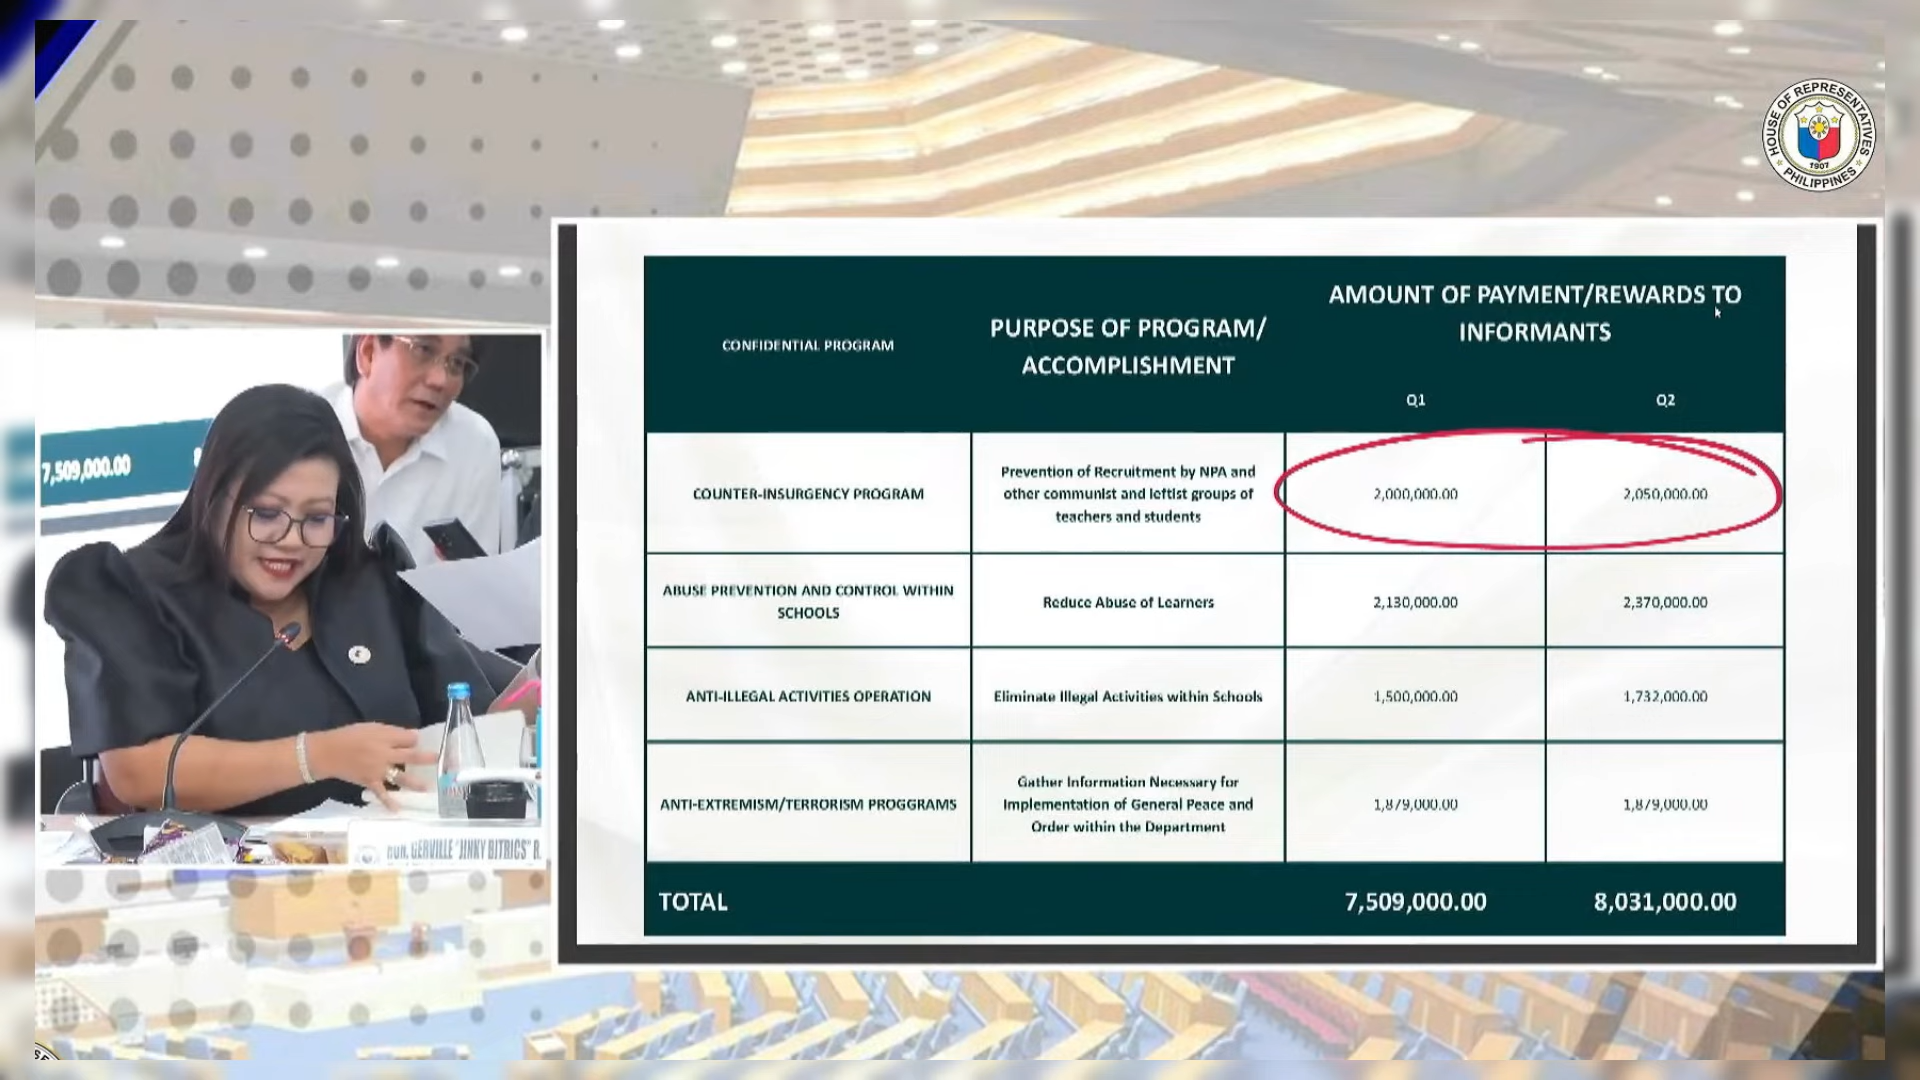 HOUSE OF REPRESENTATIVES
1907
PHILIPPINES
CONFIDENTIAL PROGRAM
PURPOSE OF PROGRAM/
ACCOMPLISHMENT
AMOUNT OF PAYMENT/REWARDS TO
INFORMANTS
Q1
Q2
COUNTER-INSURGENCY PROGRAM
Prevention of Recruitment by NPA and
other communist and leftist groups of
teachers and students
2,000,000.00
2,050,000.00
ABUSE PREVENTION AND CONTROL WITHIN
SCHOOLS
Reduce Abuse of Learners
2,130,000.00
2,370,000.00
ANTI-ILLEGAL ACTIVITIES OPERATION
Eliminate Illegal Activities within Schools
1,500,000.00
1,732,000.00
ANTI-EXTREMISM/TERRORISM PROGGRAMS
Gather Information Necessary for
Implementation of General Peace and
Order within the Department
1,879,000.00
1,879,000.00
TOTAL
7,509,000.00
8,031,000.00
7,509,000.00
HON. GERVILLE "JINKY BITRICS" R.